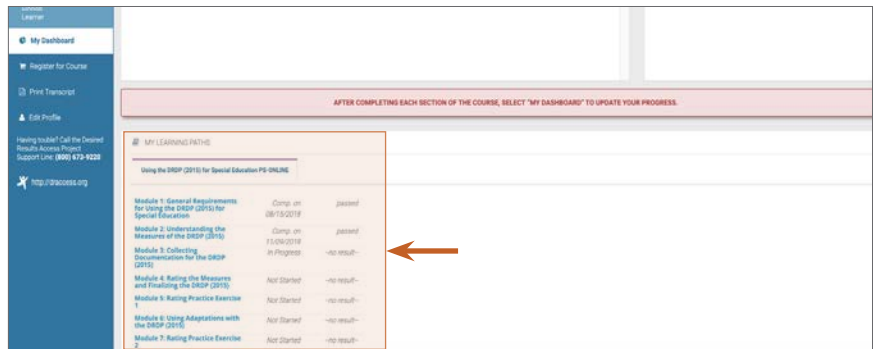 Learner
My Dashboard
Register for Course
Print Transcript
Edit Profile
Having trouble? Call the Desired
Results Access Project
Support Line: (800) 673-9220
http://draccess.org
AFTER COMPLETING EACH SECTION OF THE COURSE, SELECT "MY DASHBOARD" TO UPDATE YOUR PROGRESS.
MY LEARNING PATHS
Using the DRDP (2015) for Special Education PS-ONLINE
Module 1: General Requirements
for Using the DRDP (2015) for
Special Education
Comp. on
08/15/2018
passed
Module 2: Understanding the
Measures of the DRDP (2015)
Comp. on
11/09/2018
passed
Module 3: Collecting
Documentation for the DRDP
(2015)
In Progress
--no result--
Module 4: Rating the Measures
and Finalizing the DRDP (2015)
Not Started
--no result--
Module 5: Rating Practice Exercise
1
Not Started
--no result--
Module 6: Using Adaptations with
the DRDP (2015)
Not Started
--no result--
Module 7: Rating Practice Exercise
2
Not Started
--no result--